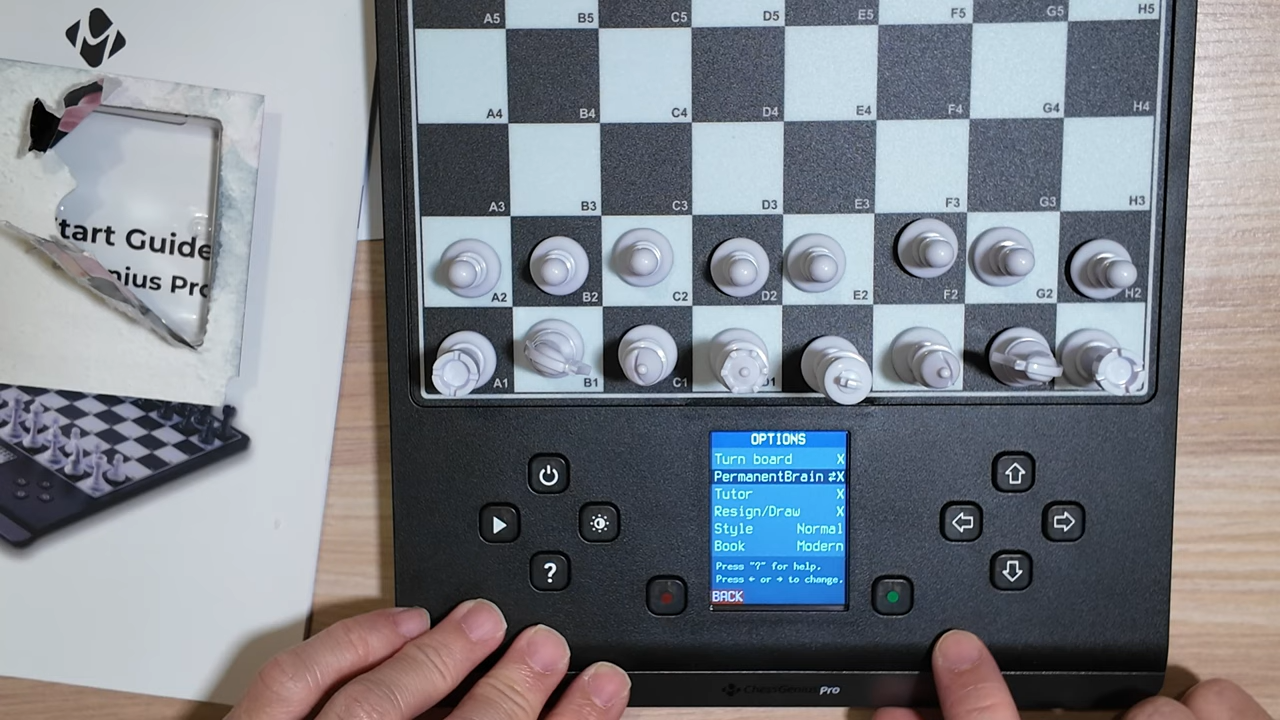 A5 B5 C5 D5 E5 F5 G5 H5
A4 B4 C4 D4 E4 F4 G4 H4
A3 B3 C3 D3 E3 F3 G3 H3
A2 B2 C2 D2 E2 F2 G2 H2
A1 B1 C1 D1
tart Guide
nius Pro
OPTIONS
Turn board X
PermanentBrain ⇄X
Tutor X
Resign/Draw X
Style Normal
Book Modern
Press "?" for help.
Press ← or → to change.
BACK
?
ChessGenius Pro